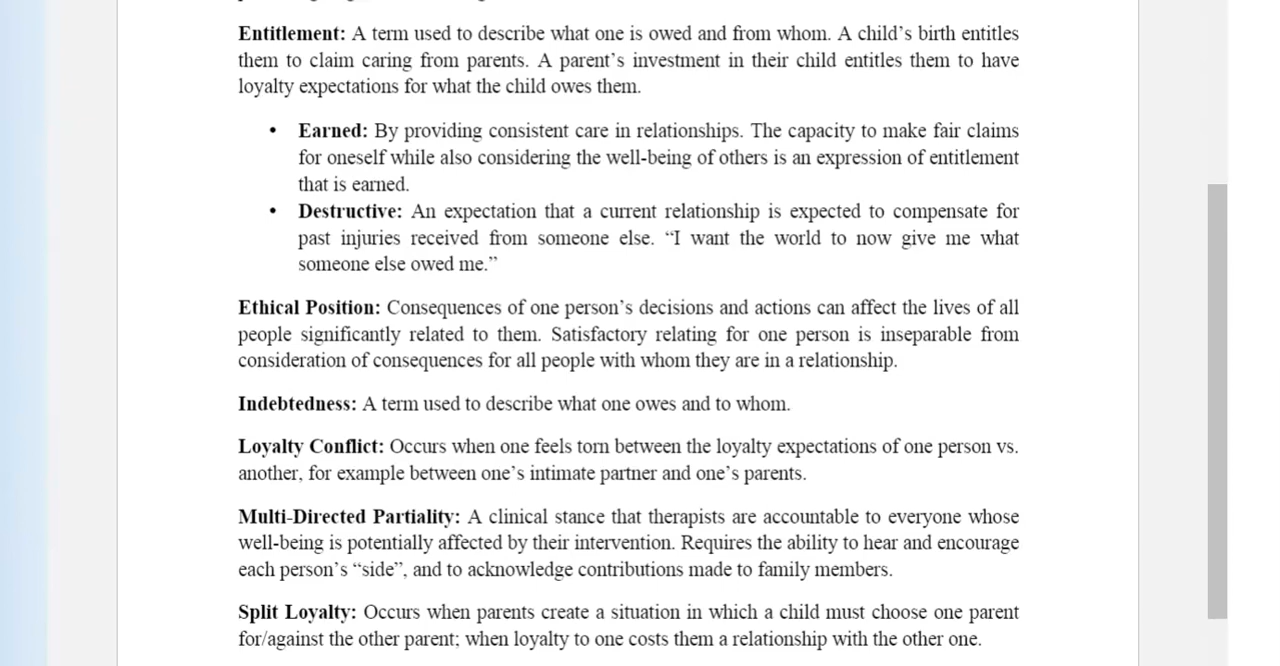 Entitlement: A term used to describe what one is owed and from whom. A child’s birth entitles
them to claim caring from parents. A parent’s investment in their child entitles them to have
loyalty expectations for what the child owes them.
• Earned: By providing consistent care in relationships. The capacity to make fair claims
for oneself while also considering the well-being of others is an expression of entitlement
that is earned.
• Destructive: An expectation that a current relationship is expected to compensate for
past injuries received from someone else. “I want the world to now give me what
someone else owed me.”
Ethical Position: Consequences of one person’s decisions and actions can affect the lives of all
people significantly related to them. Satisfactory relating for one person is inseparable from
consideration of consequences for all people with whom they are in a relationship.
Indebtedness: A term used to describe what one owes and to whom.
Loyalty Conflict: Occurs when one feels torn between the loyalty expectations of one person vs.
another, for example between one’s intimate partner and one’s parents.
Multi-Directed Partiality: A clinical stance that therapists are accountable to everyone whose
well-being is potentially affected by their intervention. Requires the ability to hear and encourage
each person’s “side”, and to acknowledge contributions made to family members.
Split Loyalty: Occurs when parents create a situation in which a child must choose one parent
for/against the other parent; when loyalty to one costs them a relationship with the other one.